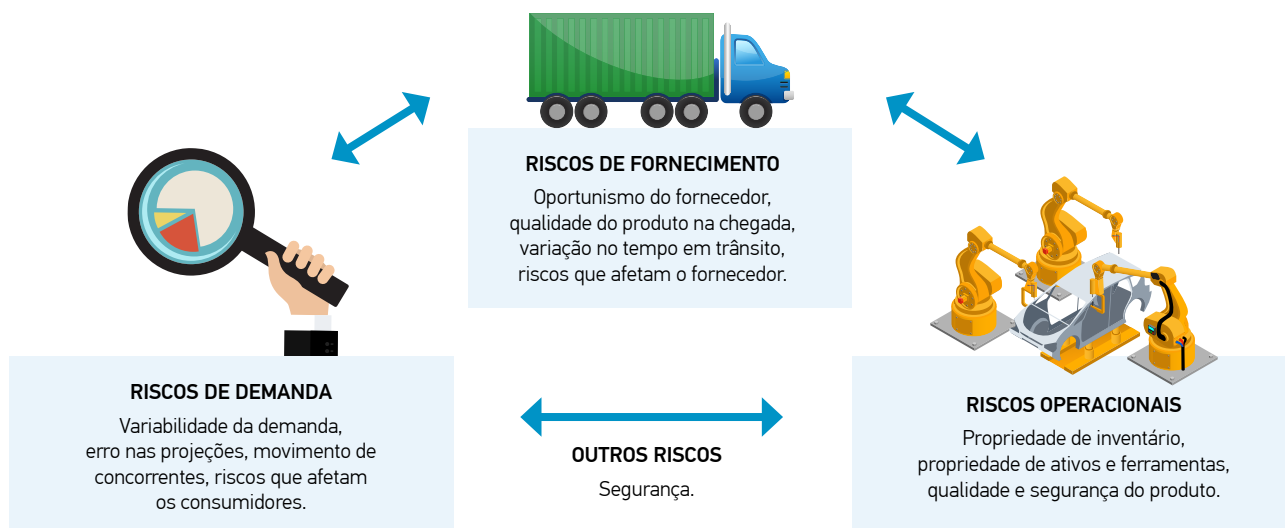 RISCOS DE FORNECIMENTO
Oportunismo do fornecedor,
qualidade do produto na chegada,
variação no tempo em trânsito,
riscos que afetam o fornecedor.
RISCOS DE DEMANDA
Variabilidade da demanda,
erro nas projeções, movimento de
concorrentes, riscos que afetam
os consumidores.
OUTROS RISCOS
Segurança.
RISCOS OPERACIONAIS
Propriedade de inventário,
propriedade de ativos e ferramentas,
qualidade e segurança do produto.